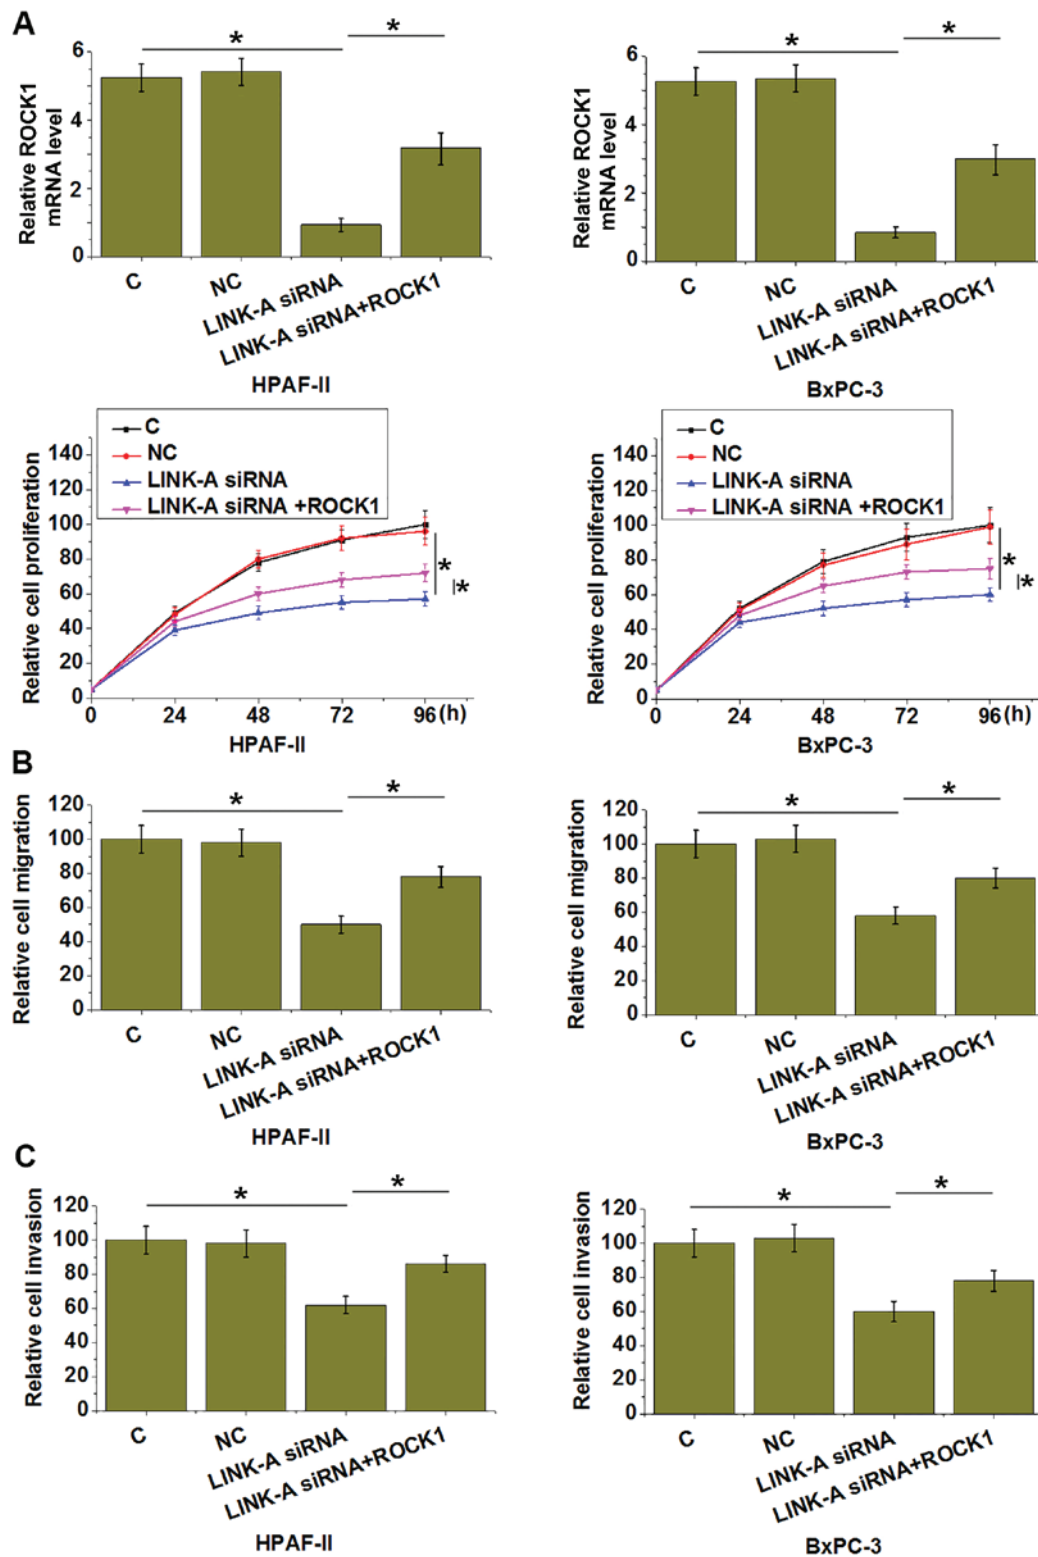 A
*
*
Relative ROCK1
mRNA level
6
4
2
0
C
NC
LINK-A siRNA
LINK-A siRNA+ROCK1
HPAF-II
*
*
Relative ROCK1
mRNA level
6
4
2
0
C
NC
LINK-A siRNA
LINK-A siRNA+ROCK1
BxPC-3
Relative cell proliferation
140
120
100
80
60
40
20
0
C
NC
LINK-A siRNA
LINK-A siRNA +ROCK1
*
*
0 24 48 72 96 (h)
HPAF-II
Relative cell proliferation
140
120
100
80
60
40
20
0
C
NC
LINK-A siRNA
LINK-A siRNA +ROCK1
*
*
0 24 48 72 96 (h)
BxPC-3
B
*
*
Relative cell migration
120
100
80
60
40
20
0
C
NC
LINK-A siRNA
LINK-A siRNA+ROCK1
HPAF-II
*
*
Relative cell migration
120
100
80
60
40
20
0
C
NC
LINK-A siRNA
LINK-A siRNA+ROCK1
BxPC-3
C
*
*
Relative cell invasion
120
100
80
60
40
20
0
C
NC
LINK-A siRNA
LINK-A siRNA+ROCK1
HPAF-II
*
*
Relative cell invasion
120
100
80
60
40
20
0
C
NC
LINK-A siRNA
LINK-A siRNA+ROCK1
BxPC-3